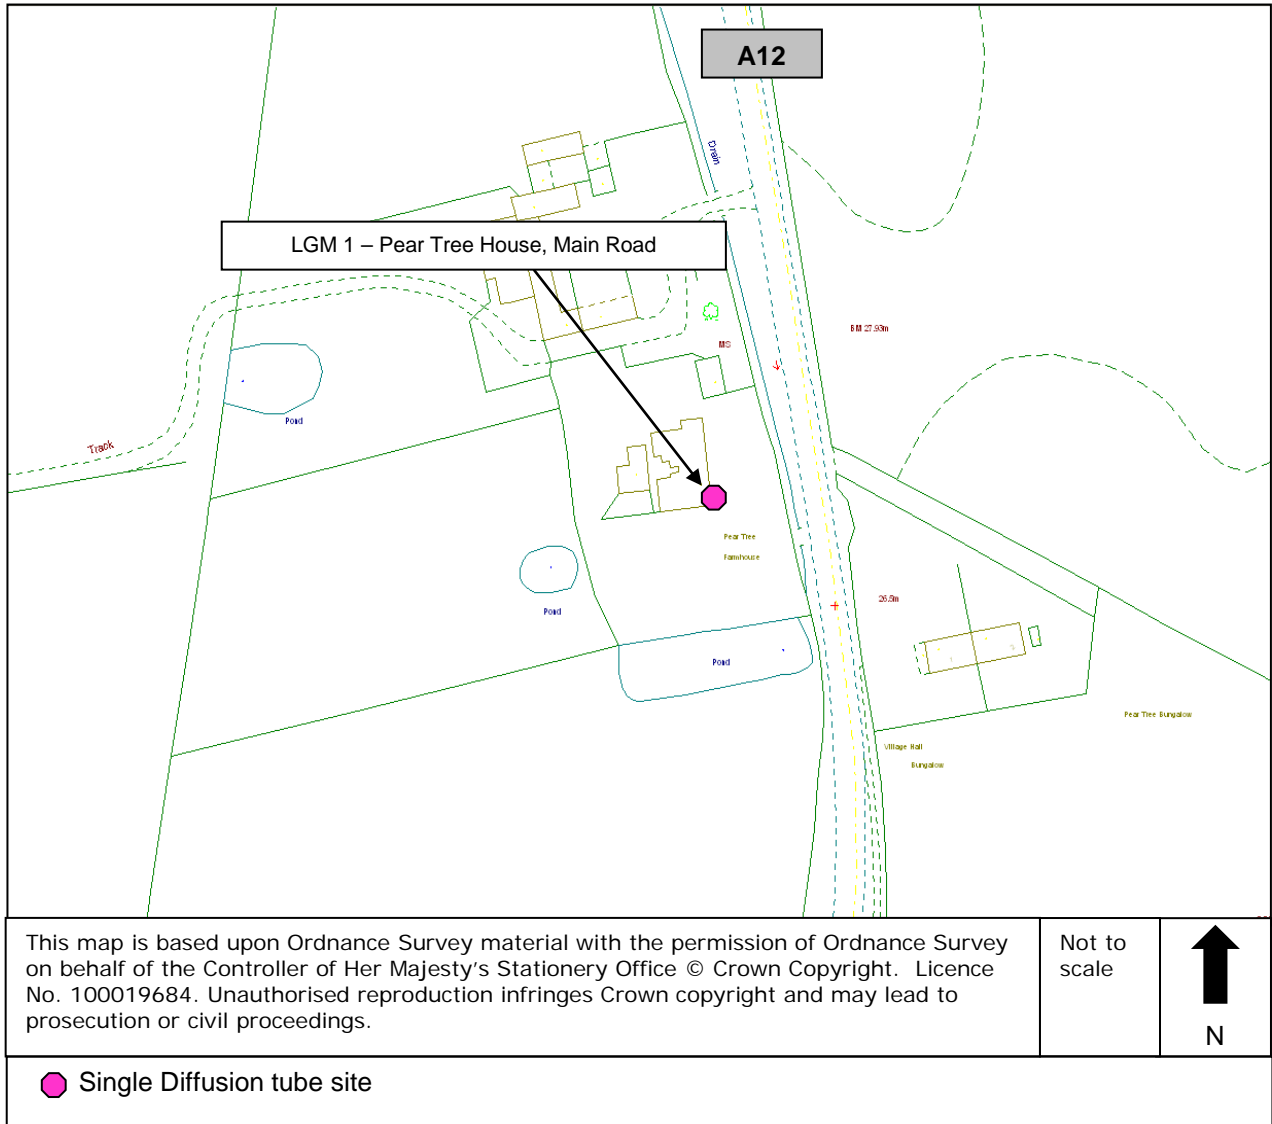 A12
Drain
LGM 1 – Pear Tree House, Main Road
BM 27.93m
MS
Pond
Track
Pear Tree
Farmhouse
Pond
26.5m
Pond
Pear Tree Bungalow
Village Hall
Bungalow
This map is based upon Ordnance Survey material with the permission of Ordnance Survey
on behalf of the Controller of Her Majesty's Stationery Office © Crown Copyright. Licence
No. 100019684. Unauthorised reproduction infringes Crown copyright and may lead to
prosecution or civil proceedings.
Not to
scale
N
Single Diffusion tube site